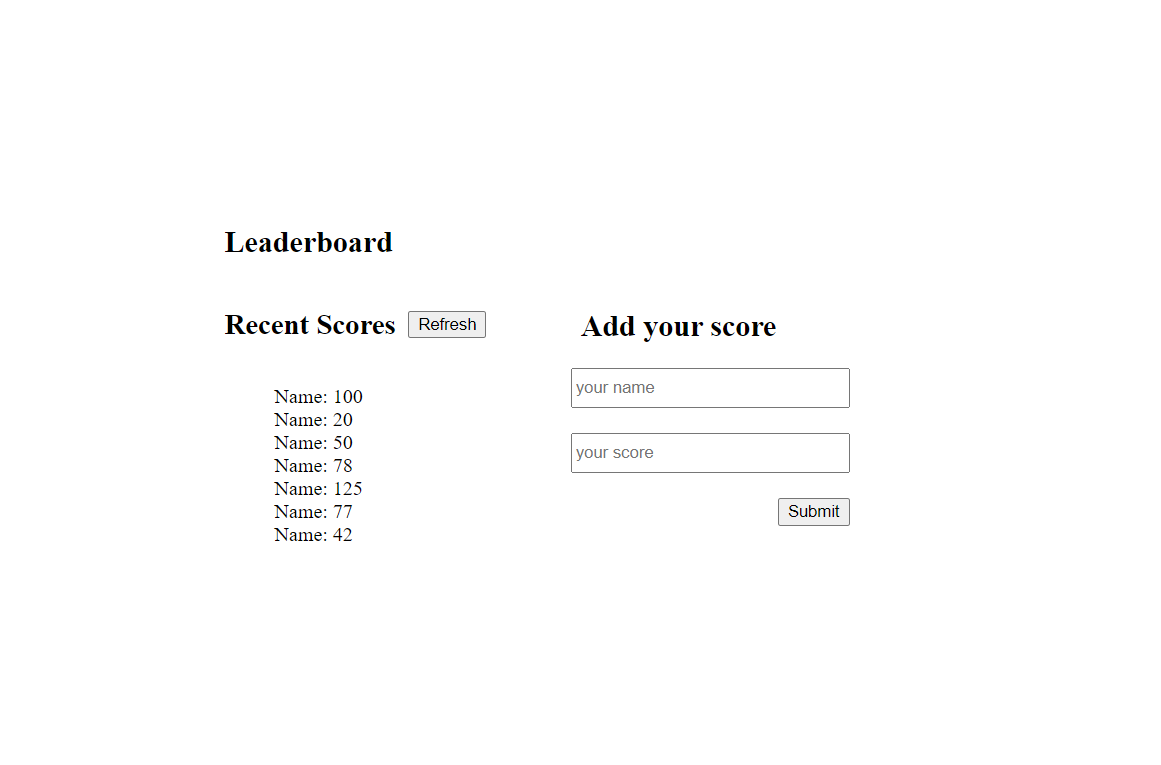 Leaderboard
Recent Scores
Refresh
Name: 100
Name: 20
Name: 50
Name: 78
Name: 125
Name: 77
Name: 42
Add your score
your name
your score
Submit